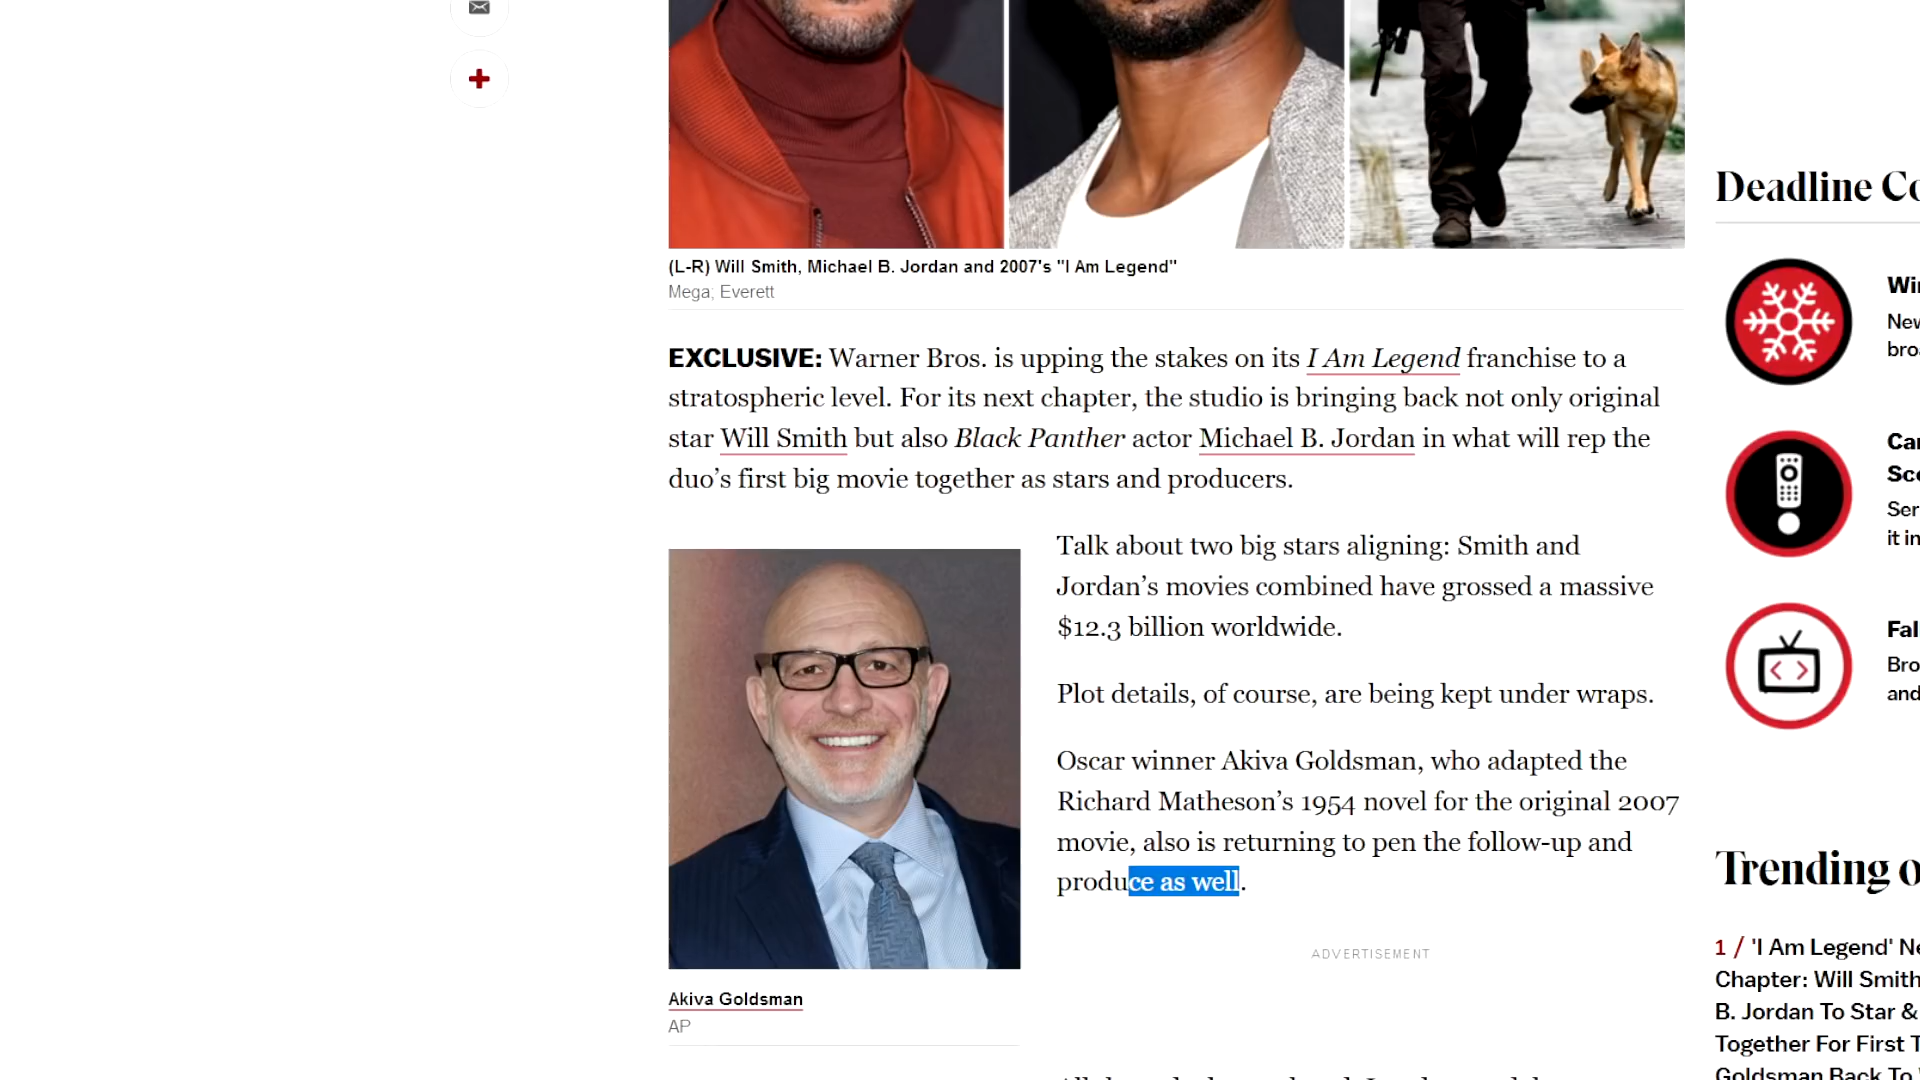 (L-R) Will Smith, Michael B. Jordan and 2007's "I Am Legend"
Mega; Everett
EXCLUSIVE: Warner Bros. is upping the stakes on its I Am Legend franchise to a
stratospheric level. For its next chapter, the studio is bringing back not only original
star Will Smith but also Black Panther actor Michael B. Jordan in what will rep the
duo’s first big movie together as stars and producers.
Talk about two big stars aligning: Smith and
Jordan’s movies combined have grossed a massive
$12.3 billion worldwide.
Plot details, of course, are being kept under wraps.
Oscar winner Akiva Goldsman, who adapted the
Richard Matheson’s 1954 novel for the original 2007
movie, also is returning to pen the follow-up and
produce as well.
ADVERTISEMENT
Akiva Goldsman
AP
Deadline Co
Wi
New
bro
Car
Sce
Ser
it in
Fal
Bro
and
Trending o
1 / 'I Am Legend' Ne
Chapter: Will Smith
B. Jordan To Star &
Together For First T
Goldsman Back To